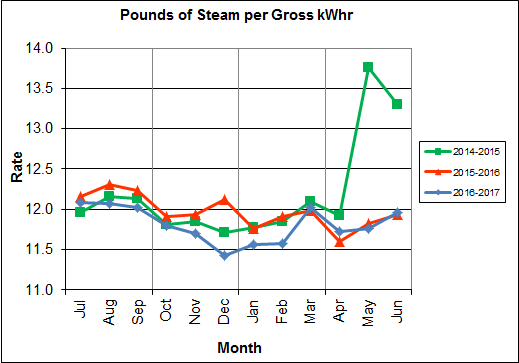 Pounds of Steam per Gross kWhr
14.0
13.5
13.0
12.5
12.0
11.5
11.0
Rate
Jul Aug Sep Oct Nov Dec Jan Feb Mar Apr May Jun
Month
2014-2015
2015-2016
2016-2017